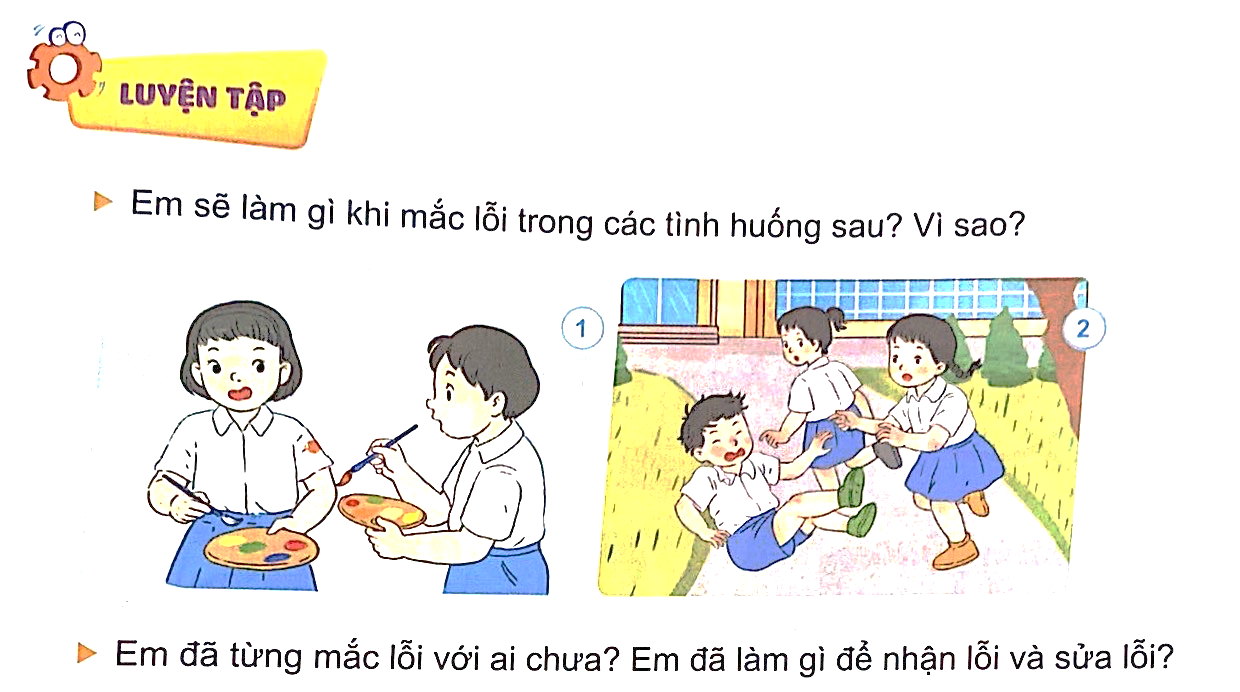 LUYỆN TẬP
Em sẽ làm gì khi mắc lỗi trong các tình huống sau? Vì sao?
1
2
Em đã từng mắc lỗi với ai chưa? Em đã làm gì để nhận lỗi và sửa lỗi?